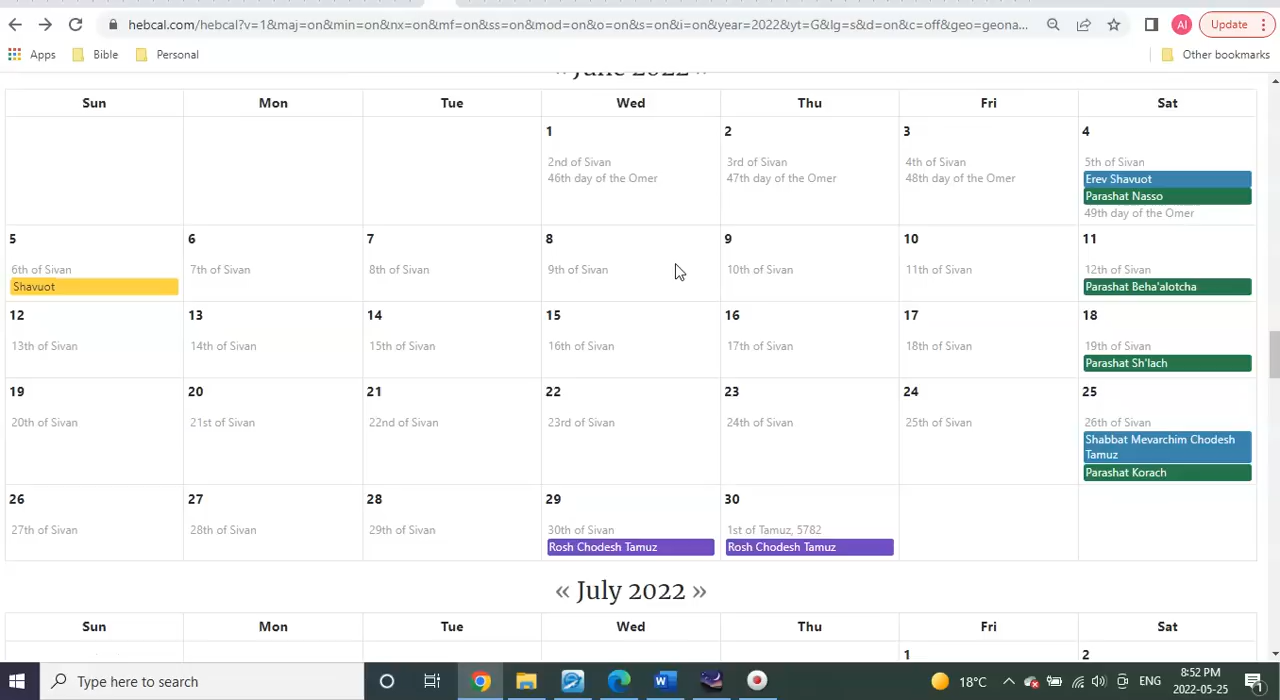 hebcal.com/hebcal?v=1&maj=on&min=on&nx=on&mf=on&ss=on&mod=on&o=on&s=on&i=on&year=2022&yt=G&lg=s&d=on&c=off&geo=geona...
AI
Update
Apps
Bible
Personal
Other bookmarks
« June 2022 »
Sun Mon Tue Wed Thu Fri Sat
1 2 3 4
2nd of Sivan 3rd of Sivan 4th of Sivan 5th of Sivan
46th day of the Omer 47th day of the Omer 48th day of the Omer Erev Shavuot
Parashat Nasso
49th day of the Omer
5 6 7 8 9 10 11
6th of Sivan 7th of Sivan 8th of Sivan 9th of Sivan 10th of Sivan 11th of Sivan 12th of Sivan
Shavuot Parashat Beha'alotcha
12 13 14 15 16 17 18
13th of Sivan 14th of Sivan 15th of Sivan 16th of Sivan 17th of Sivan 18th of Sivan 19th of Sivan
Parashat Sh'lach
19 20 21 22 23 24 25
20th of Sivan 21st of Sivan 22nd of Sivan 23rd of Sivan 24th of Sivan 25th of Sivan 26th of Sivan
Shabbat Mevarchim Chodesh
Tamuz
Parashat Korach
26 27 28 29 30
27th of Sivan 28th of Sivan 29th of Sivan 30th of Sivan 1st of Tamuz, 5782
Rosh Chodesh Tamuz Rosh Chodesh Tamuz
« July 2022 »
Sun Mon Tue Wed Thu Fri Sat
1 2
Type here to search
18°C
ENG
8:52 PM
2022-05-25
1